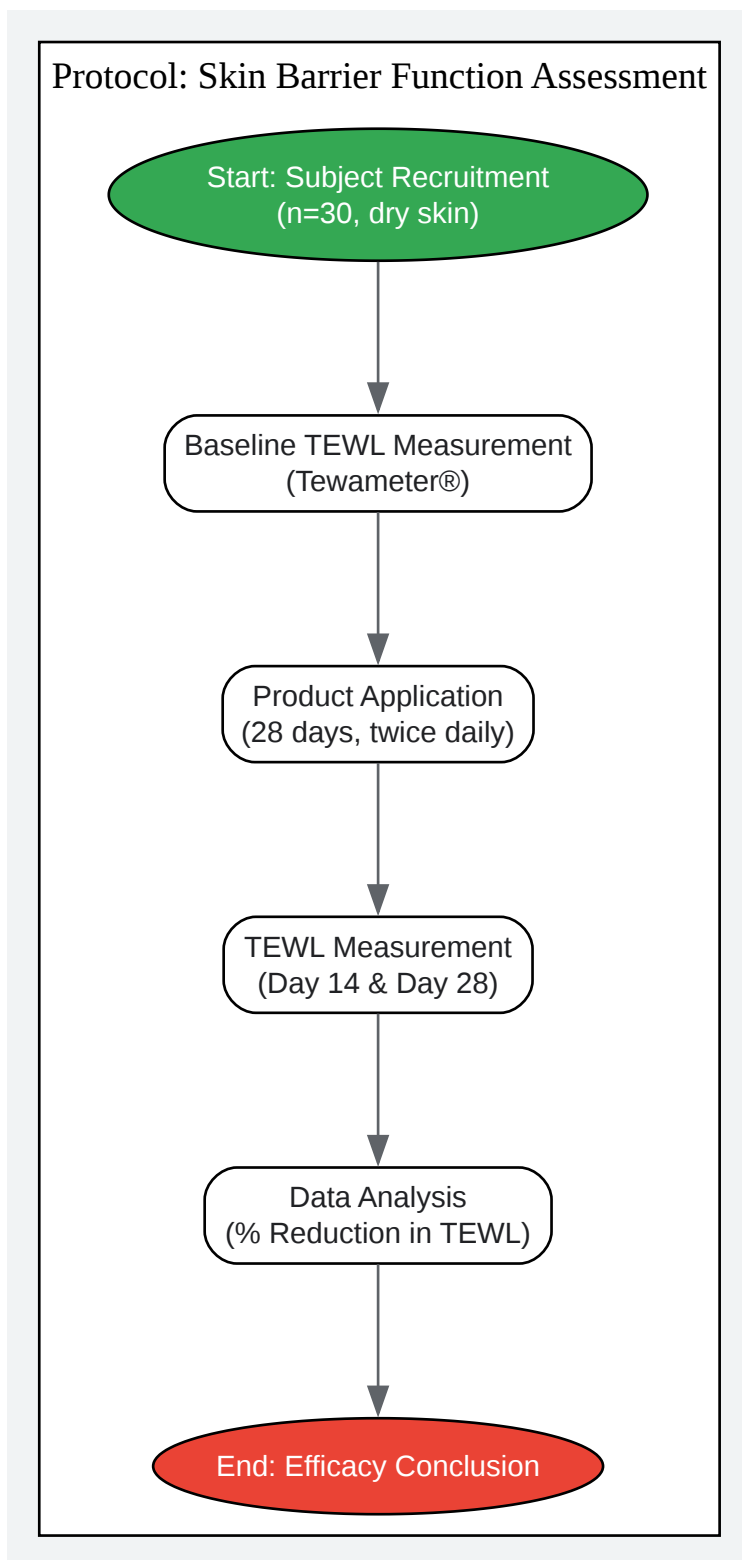 Protocol: Skin Barrier Function Assessment
Start: Subject Recruitment
(n=30, dry skin)
Baseline TEWL Measurement
(Tewameter®)
Product Application
(28 days, twice daily)
TEWL Measurement
(Day 14 & Day 28)
Data Analysis
(% Reduction in TEWL)
End: Efficacy Conclusion